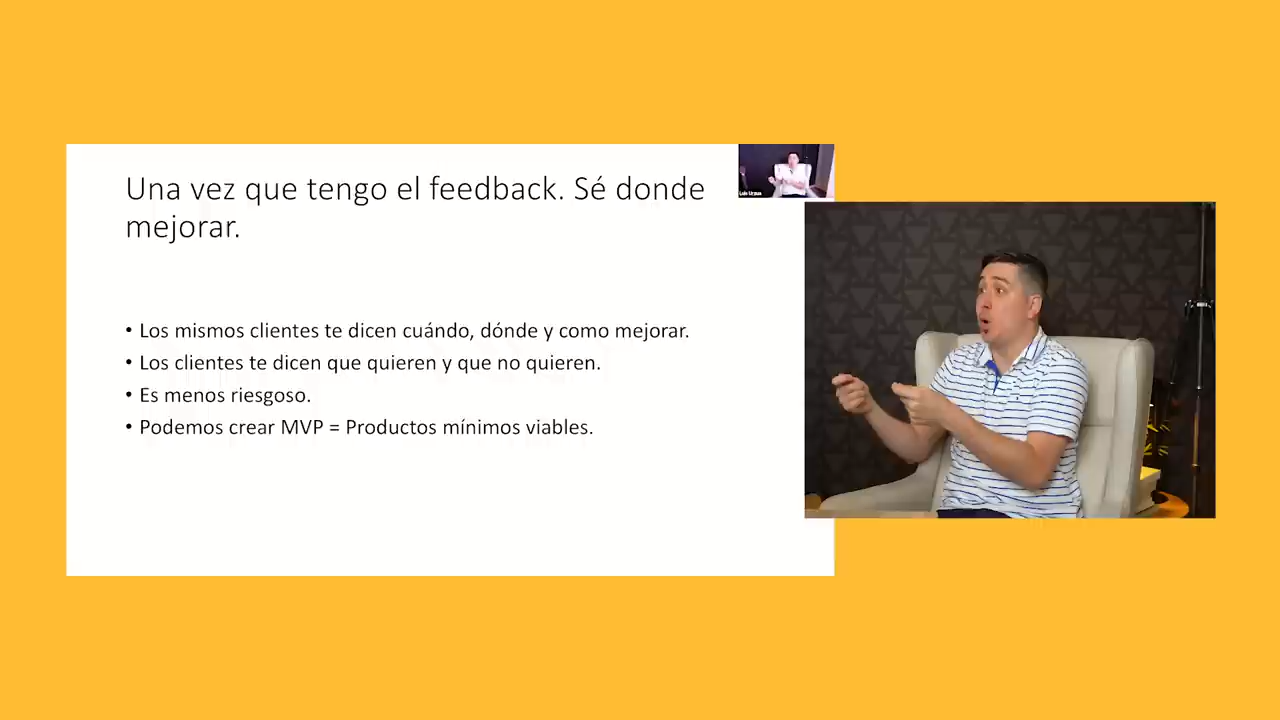 Una vez que tengo el feedback. Sé donde
mejorar.
• Los mismos clientes te dicen cuándo, dónde y como mejorar.
• Los clientes te dicen que quieren y que no quieren.
• Es menos riesgoso.
• Podemos crear MVP = Productos mínimos viables.